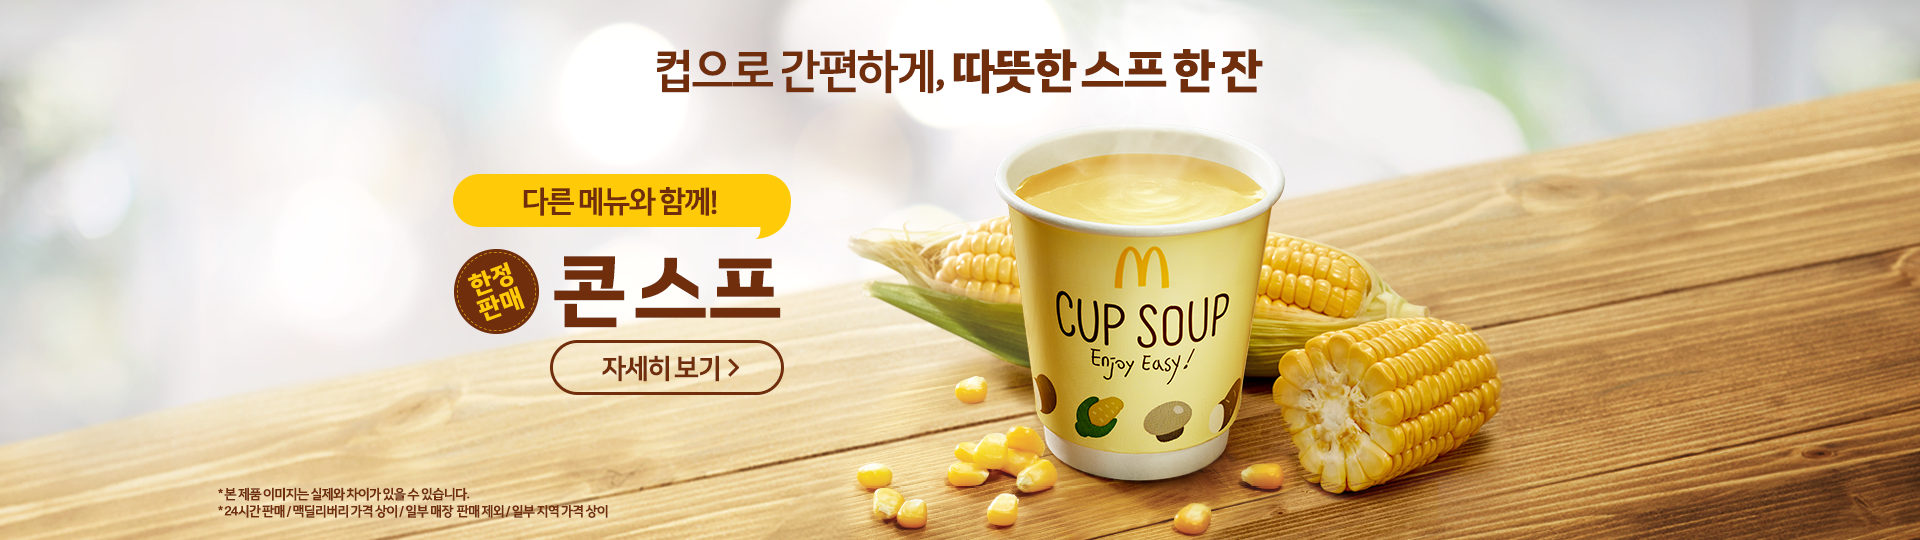 컵으로 간편하게, 따뜻한 스프 한 잔
다른 메뉴와 함께!
한정
판매
콘 스프
자세히 보기 >
CUP SOUP
Enjoy Easy!
* 본 제품 이미지는 실제와 차이가 있을 수 있습니다.
* 24시간 판매 / 맥딜리버리 가격 상이 / 일부 매장 판매 제외 / 일부 지역 가격 상이